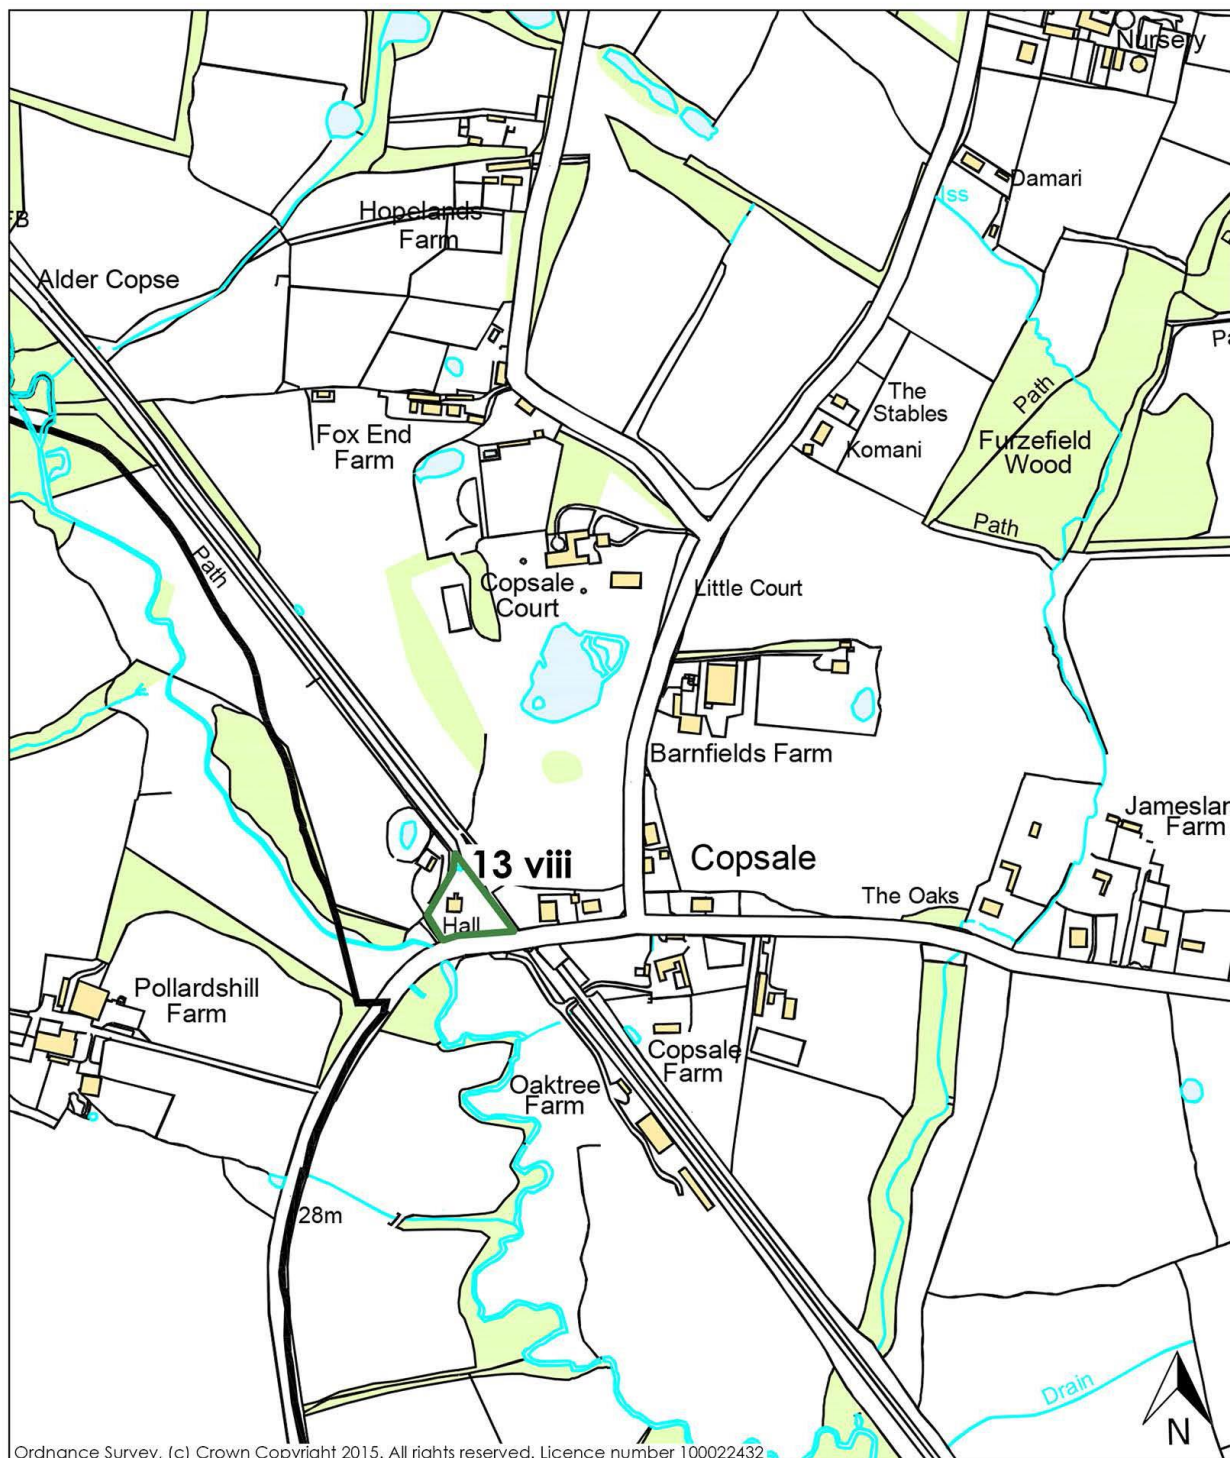 Nursery
Damari
Iss
Hopelands
Farm
FB
Alder Copse
Path
The
Stables
Komani
Furzefield
Wood
Path
Fox End
Farm
Path
Copsale
Court
Little Court
Barnfields Farm
13 viii
Hall
Copsale
The Oaks
Farm
Pollardshill
Farm
Copsale
Farm
Oaktree
Farm
28m
Drain
N
Ordnance Survey, (c) Crown Copyright 2015. All rights reserved. Licence number 100022432